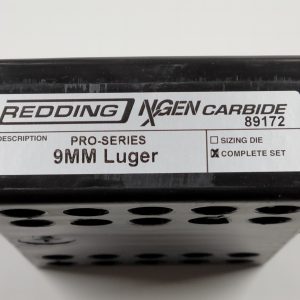 REDDING NXGEN CARBIDE
89172
DESCRIPTION PRO-SERIES
9MM Luger
SIZING DIE
COMPLETE SET